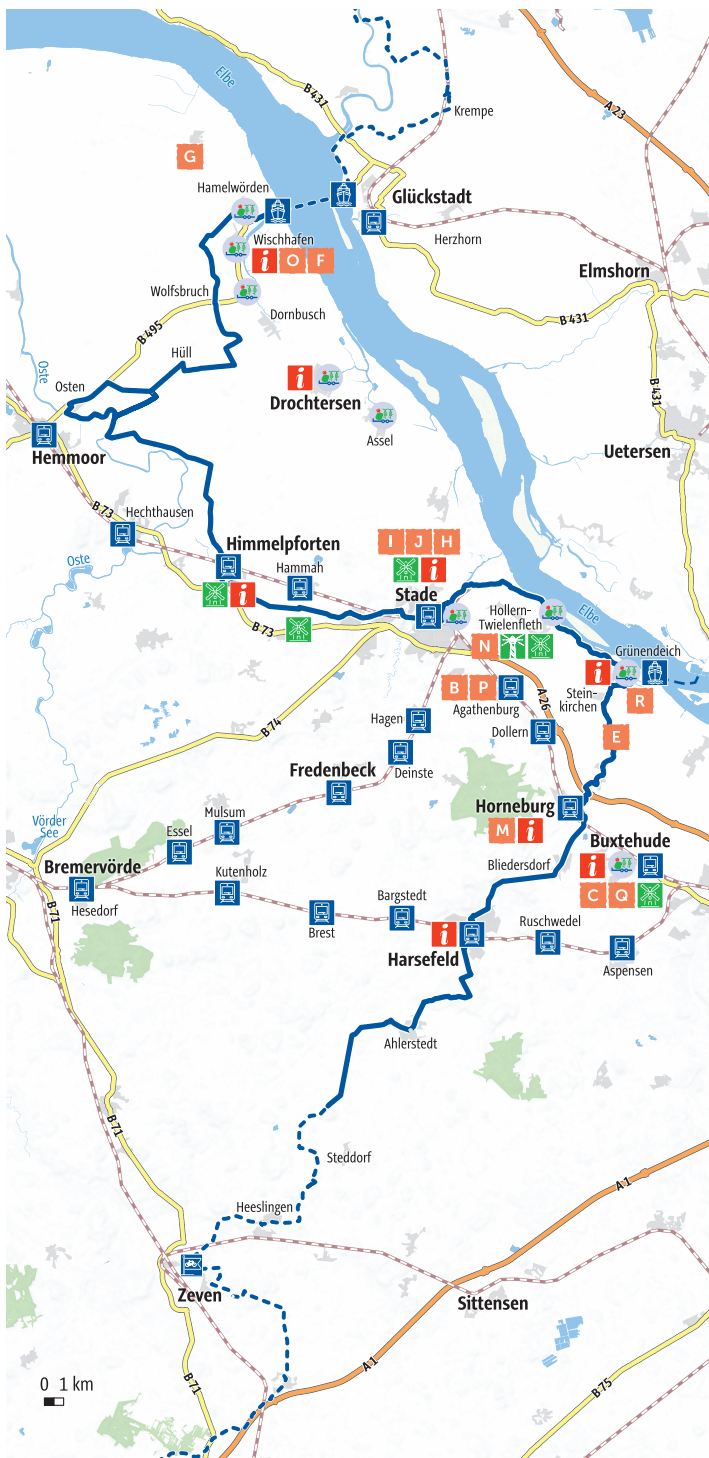 Elbe
B 431
A 23
Krempe
G
Hamelwörden
Glückstadt
Wischhafen
i O F
Herzhorn
Elmshorn
Wolfsbruch
Dornbusch
B 495
B 431
Hüll
Oste
Osten
i
Drochtersen
B 431
Assel
Hemmoor
Uetersen
B 73
Hechthausen
Himmelpforten
I J H
Oste
Hammah
i
i
Stade
Hollern-
Twielenfleth
Elbe
B 73
N
Grünendeich
i
Stein-
kirchen
R
B P
A 26
Agathenburg
Hagen
B 74
Dollern
E
Deinste
Fredenbeck
Horneburg
Vörder
See
Mulsum
M i
Essel
Buxtehude
i
Bremervörde
Bliedersdorf
Kutenholz
C Q
Hesedorf
Bargstedt
B 71
Brest
Ruschwedel
i
Harsefeld
Aspensen
Ahlerstedt
B 71
Steddorf
A 1
Heeslingen
Zeven
Sittensen
A 1
0 1 km
B 71
B 75